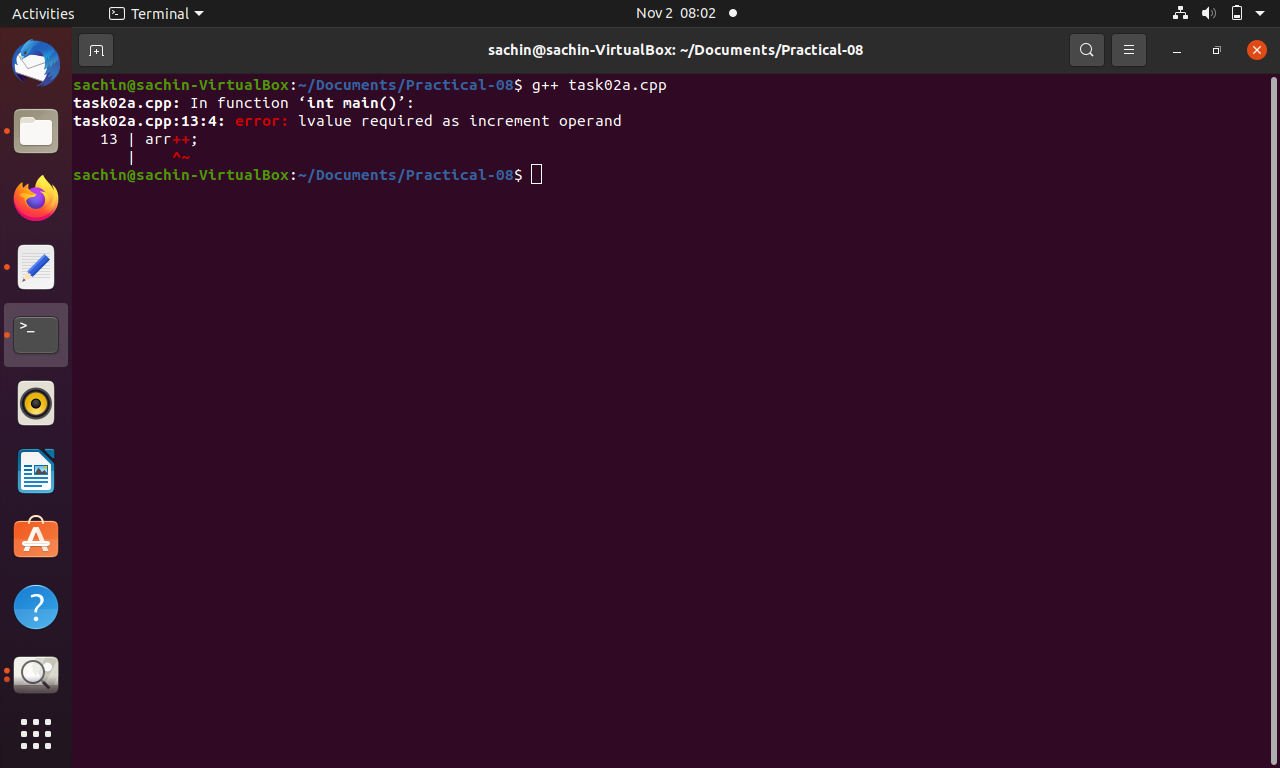 Activities
Terminal
Nov 2 08:02
sachin@sachin-VirtualBox: ~/Documents/Practical-08
sachin@sachin-VirtualBox:~/Documents/Practical-08$ g++ task02a.cpp
task02a.cpp: In function ‘int main()’:
task02a.cpp:13:4: error: lvalue required as increment operand
   13 | arr++;
      |    ^~
sachin@sachin-VirtualBox:~/Documents/Practical-08$